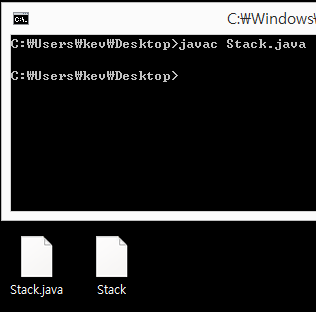 C:\.
C:₩Windows₩
C:₩Users₩kev₩Desktop>javac Stack.java
C:₩Users₩kev₩Desktop>
Stack.java
Stack